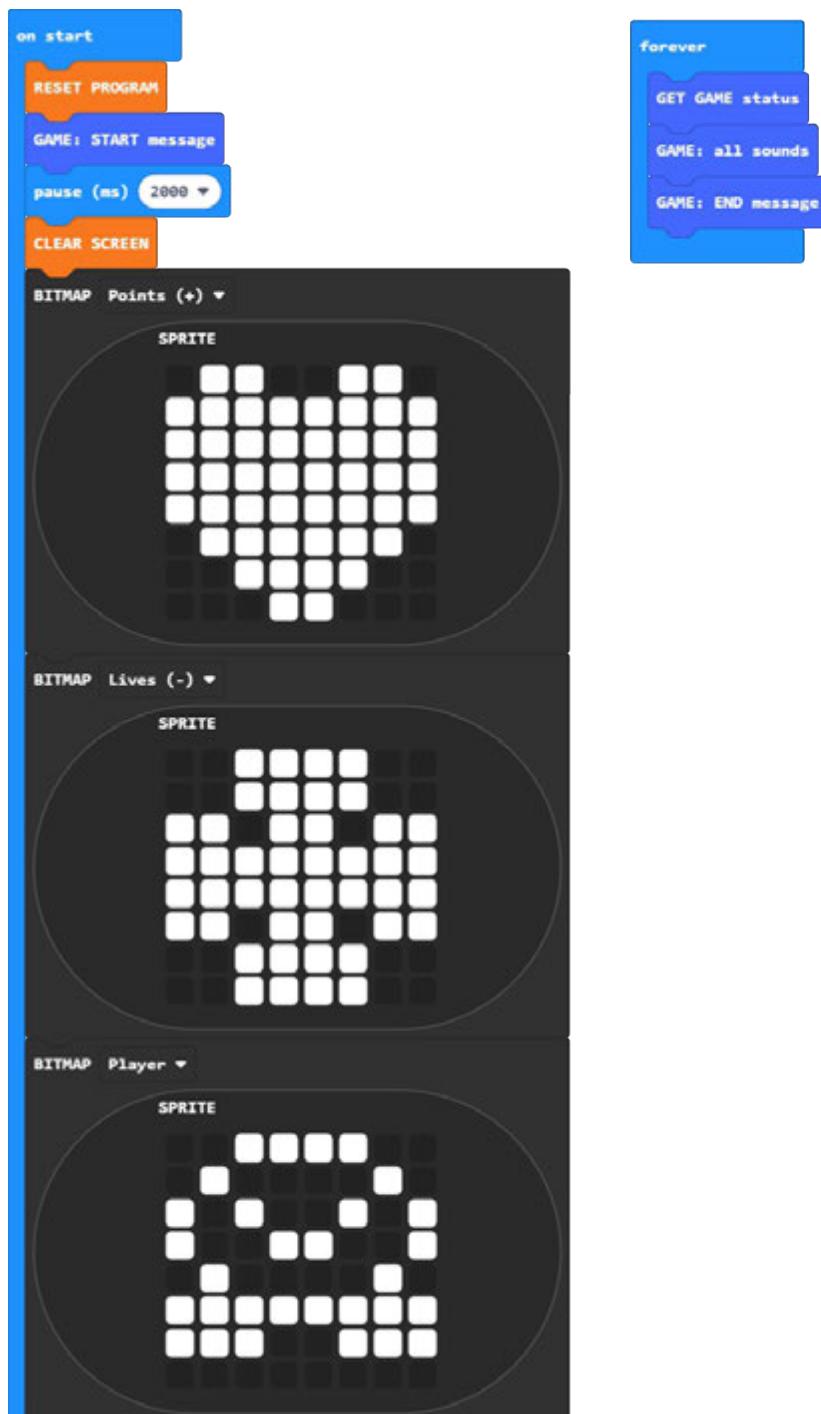 on start
RESET PROGRAM
GAME: START message
pause (ms) 2000
CLEAR SCREEN
BITMAP Points (+)
SPRITE
BITMAP Lives (-)
SPRITE
BITMAP Player
SPRITE
forever
GET GAME status
GAME: all sounds
GAME: END message